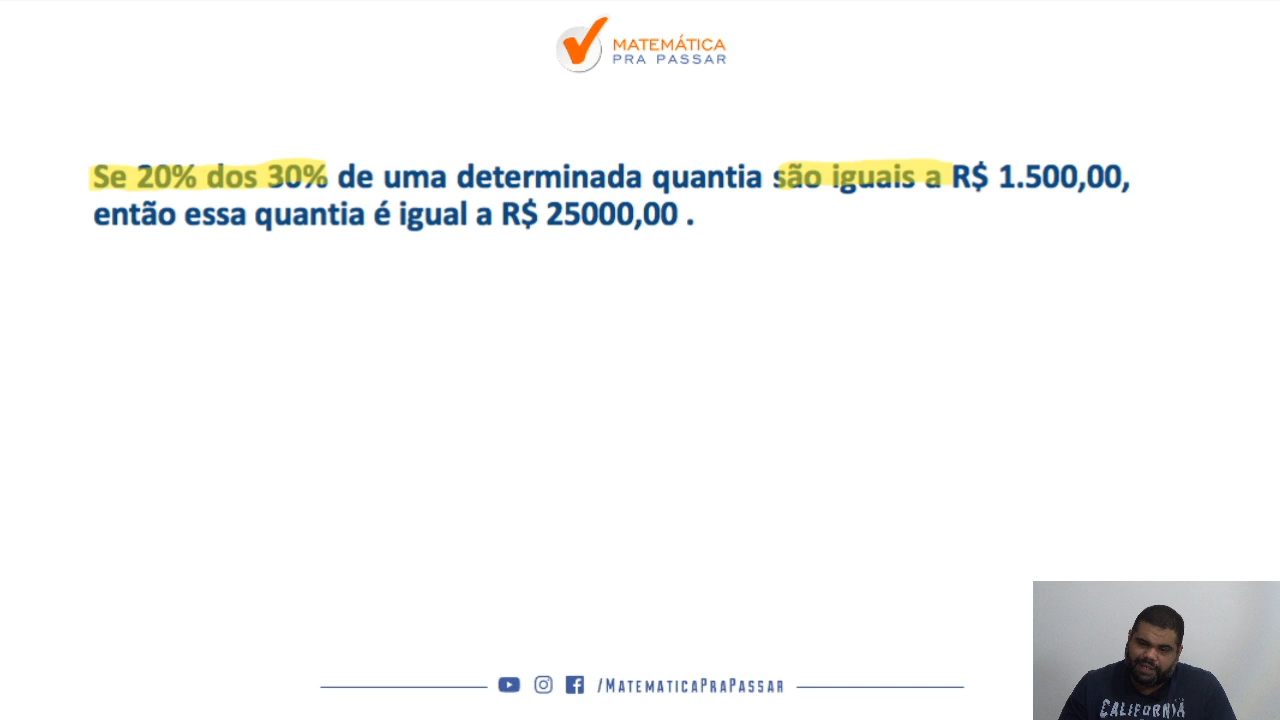 MATEMÁTICA
PRA PASSAR
Se 20% dos 30% de uma determinada quantia são iguais a R$ 1.500,00,
então essa quantia é igual a R$ 25000,00 .
/MATEMATICAPRAPASSAR
CALIFORNIA